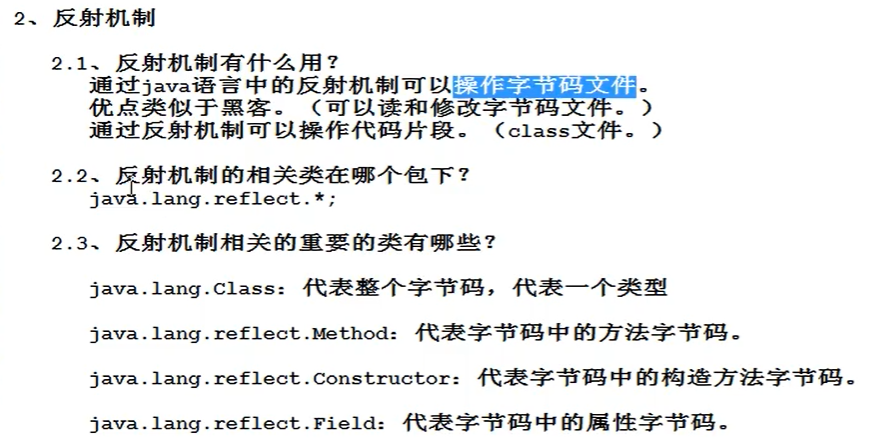 2、反射机制
2.1、反射机制有什么用?
通过java语言中的反射机制可以操作字节码文件。
优点类似于黑客。(可以读和修改字节码文件。)
通过反射机制可以操作代码片段。(class文件。)
2.2、反射机制的相关类在哪个包下?
java.lang.reflect.*;
2.3、反射机制相关的重要的类有哪些?
java.lang.Class:代表整个字节码,代表一个类型
java.lang.reflect.Method:代表字节码中的方法字节码。
java.lang.reflect.Constructor:代表字节码中的构造方法字节码。
java.lang.reflect.Field:代表字节码中的属性字节码。